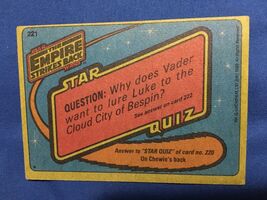 221
THE
EMPIRE
STRIKES BACK
STAR
QUESTION: Why does Vader
want to lure Luke to the
Cloud City of Bespin?
See answer on card 222
QUIZ
Answer to "STAR QUIZ" of card no. 220
On Chewie's back